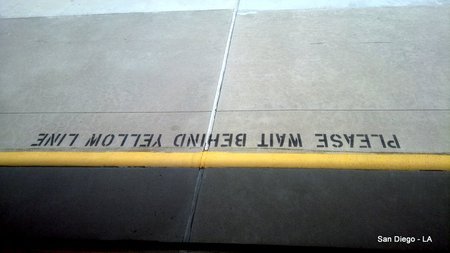 PLEASE WAIT BEHIND YELLOW LINE
San Diego - LA